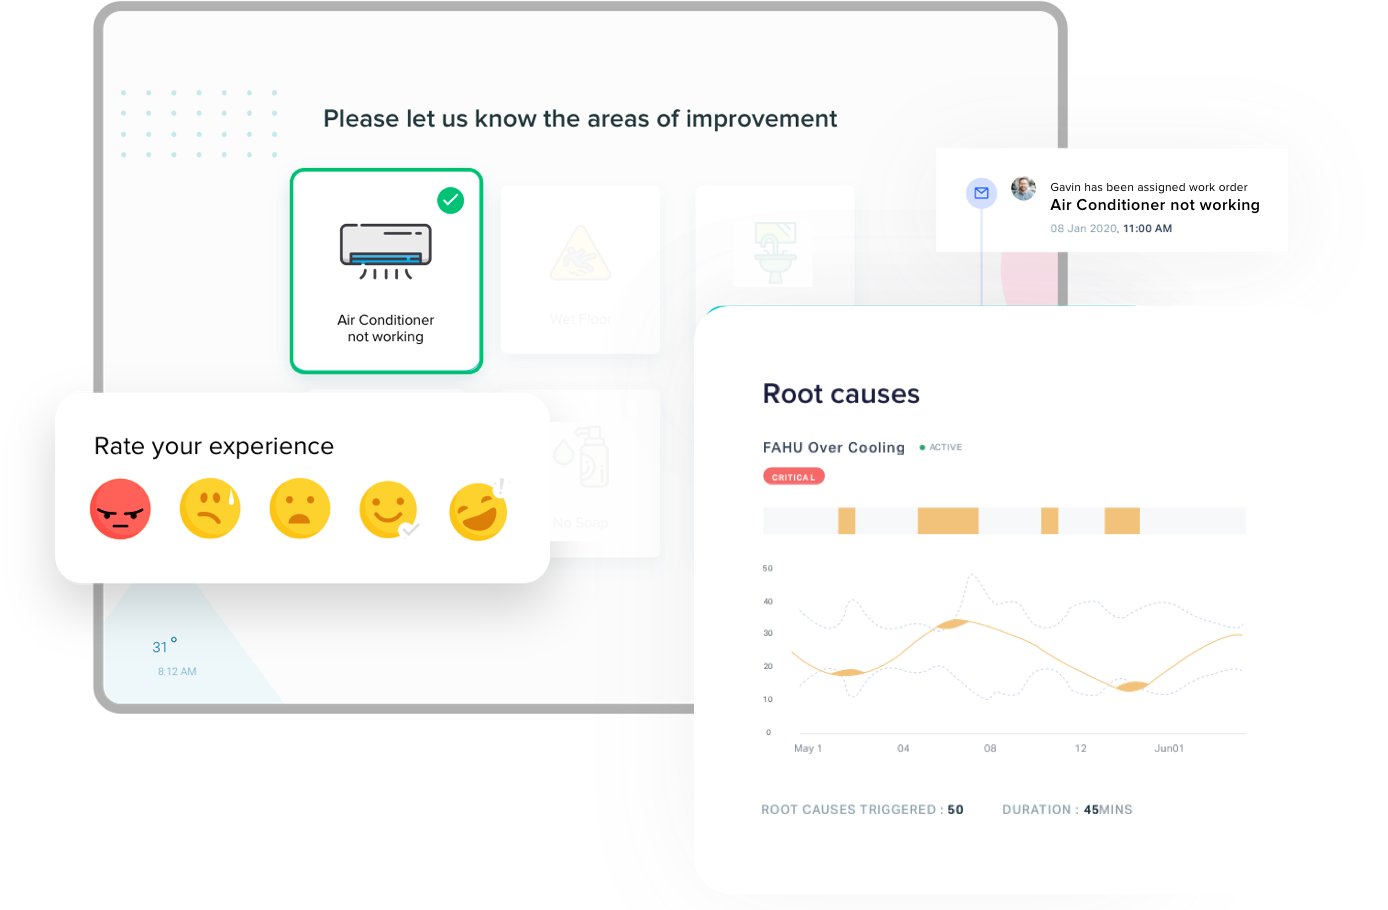 Please let us know the areas of improvement
Air Conditioner
not working
Wet Floor
No Soap
Gavin has been assigned work order
Air Conditioner not working
08 Jan 2020, 11:00 AM
Rate your experience
31°
8:12 AM
Root causes
FAHU Over Cooling
ACTIVE
CRITICAL
50
40
30
20
10
0
May 1 04 08 12 Jun01
ROOT CAUSES TRIGGERED : 50 DURATION : 45MINS